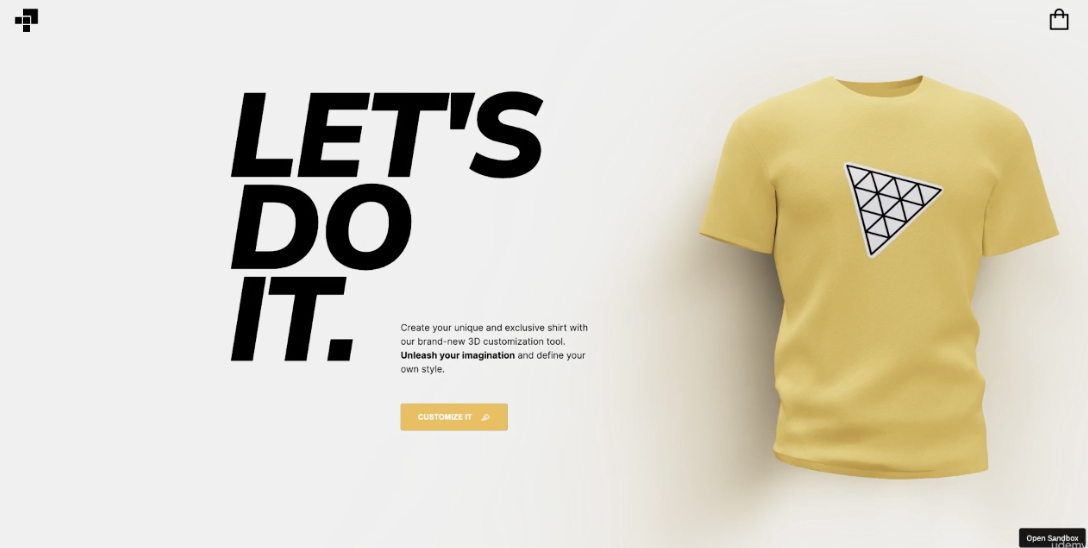 LET'S
DO
IT.
Create your unique and exclusive shirt with
our brand-new 3D customization tool.
Unleash your imagination and define your
own style.
CUSTOMIZE IT
Open Sandbox
udemy